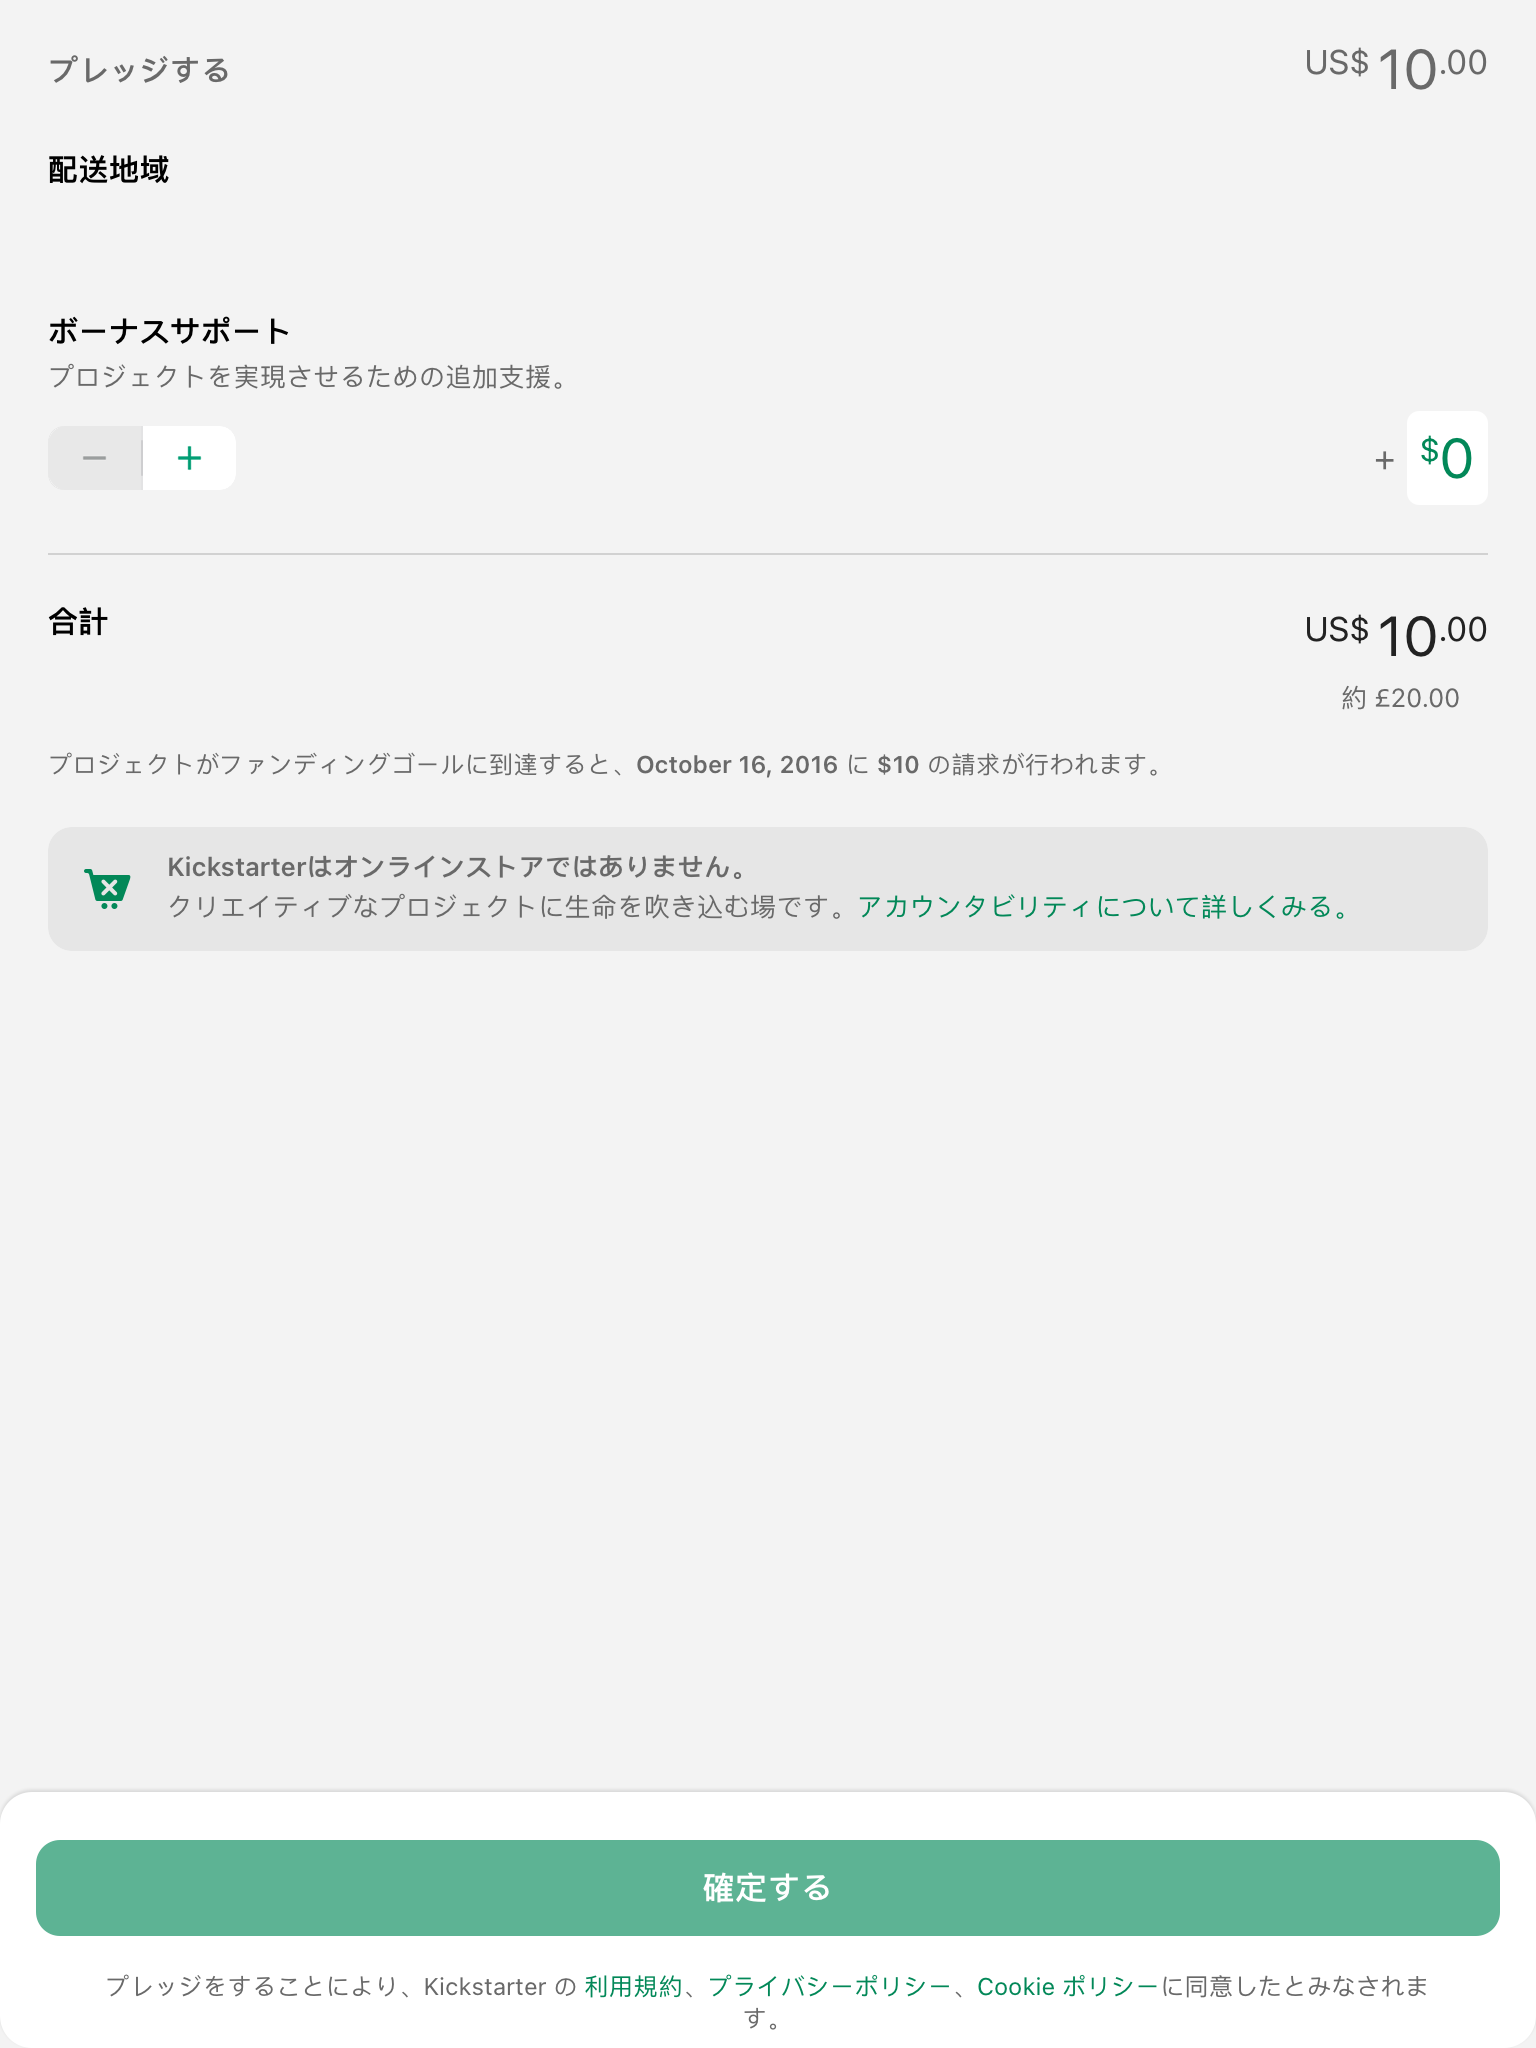 プレッジする
US$ 10.00
配送地域
ボーナスサポート
プロジェクトを実現させるための追加支援。
− +
+ $0
合計
US$ 10.00
約 £20.00
プロジェクトがファンディングゴールに到達すると、October 16, 2016 に $10 の請求が行われます。
Kickstarterはオンラインストアではありません。
クリエイティブなプロジェクトに生命を吹き込む場です。アカウンタビリティについて詳しくみる。
確定する
プレッジをすることにより、Kickstarter の 利用規約、プライバシーポリシー、Cookie ポリシーに同意したとみなされま
す。